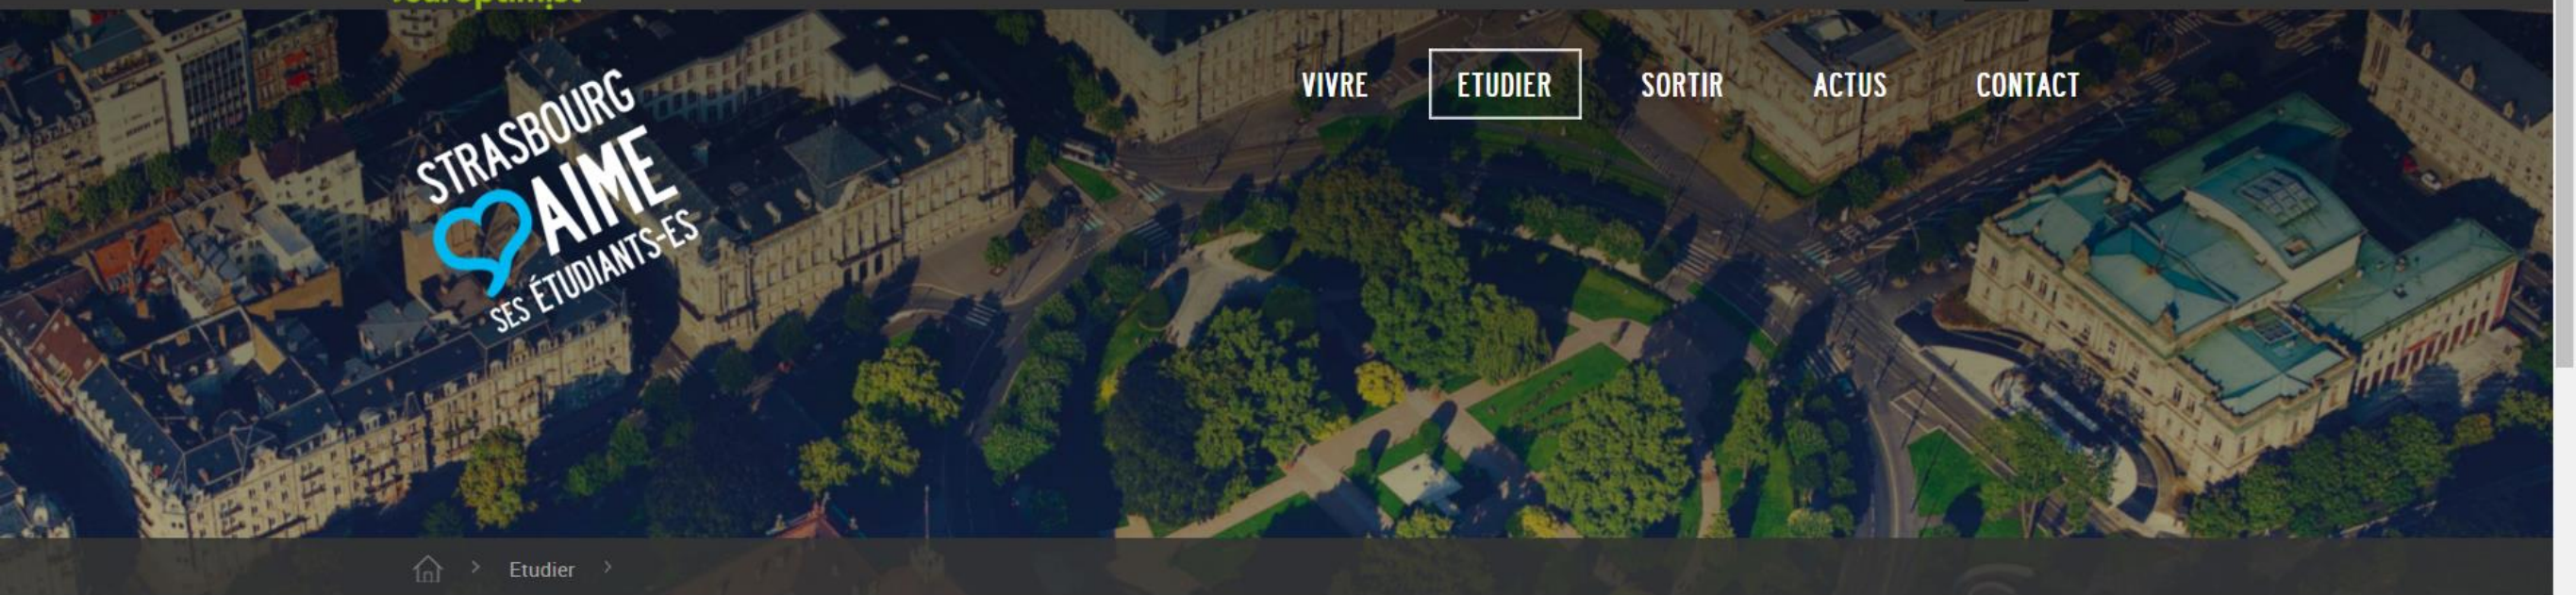 VIVRE ETUDIER SORTIR ACTUS CONTACT
STRASBOURG
AIME
SES ÉTUDIANTS-ES
Etudier